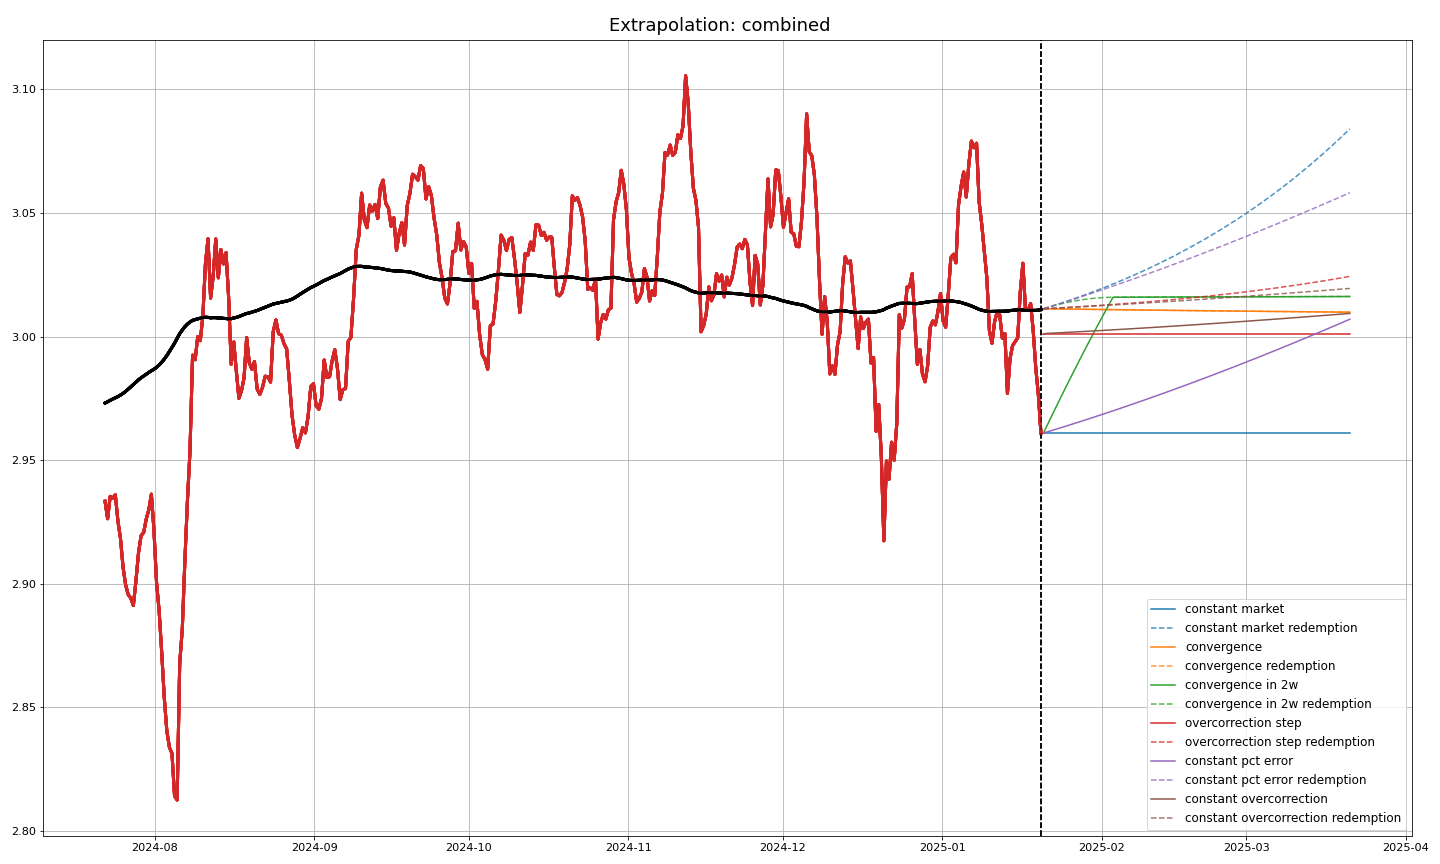 Extrapolation: combined
3.10
3.05
3.00
2.95
2.90
2.85
2.80
2024-08
2024-09
2024-10
2024-11
2024-12
2025-01
2025-02
2025-03
2025-04
constant market
constant market redemption
convergence
convergence redemption
convergence in 2w
convergence in 2w redemption
overcorrection step
overcorrection step redemption
constant pct error
constant pct error redemption
constant overcorrection
constant overcorrection redemption